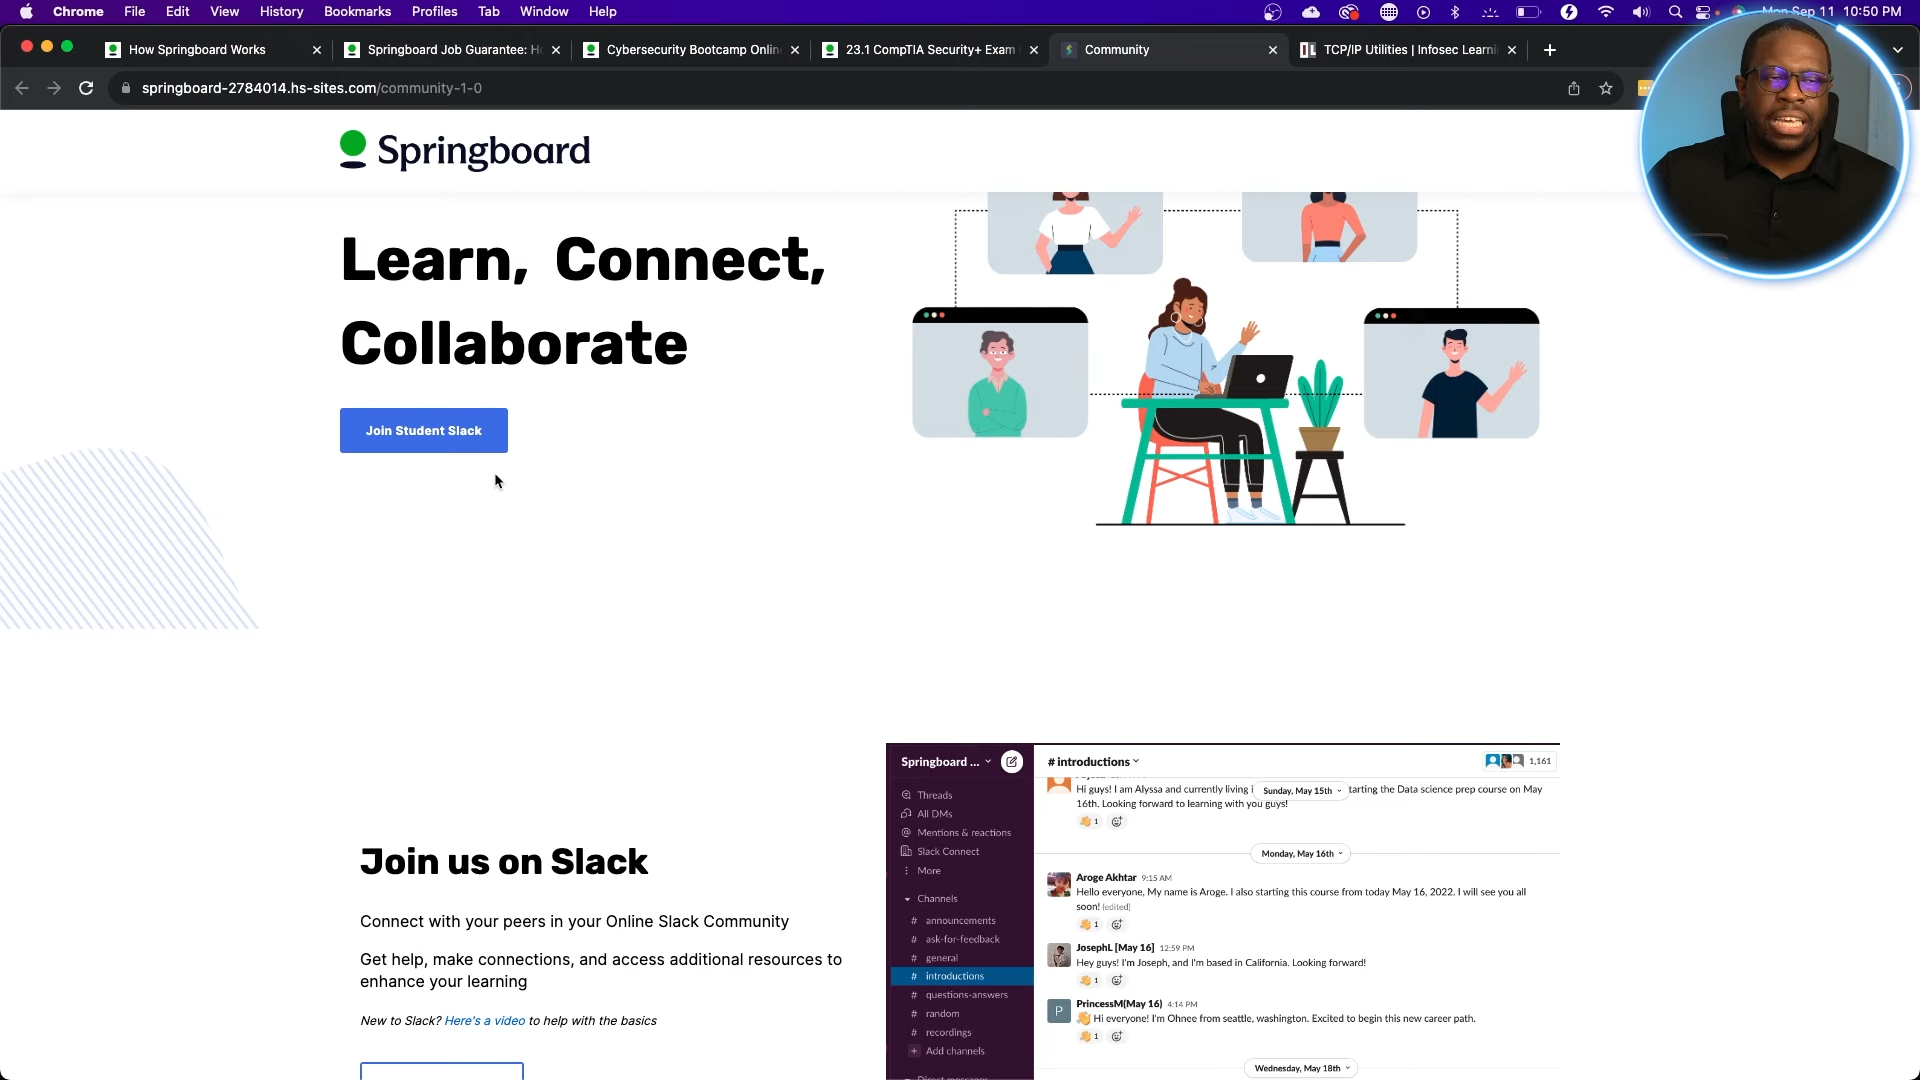 Chrome File Edit View History Bookmarks Profiles Tab Window Help
Mon Sep 11 10:50 PM
How Springboard Works
Springboard Job Guarantee:
Cybersecurity Bootcamp
23.1 CompTIA Security+ Exam
Community
TCP/IP Utilities | Infosec
springboard-2784014.hs-sites.com/community-1-0
Springboard
Learn, Connect,
Collaborate
Join Student Slack
Join us on Slack
Connect with your peers in your Online Slack Community
Get help, make connections, and access additional resources to
enhance your learning
New to Slack? Here's a video to help with the basics
Springboard ...
Threads
All DMs
Mentions & reactions
Slack Connect
More
Channels
# announcements
# ask-for-feedback
# general
# introductions
# questions-answers
# random
# recordings
+ Add channels
# introductions
1,161
Hi guys! I am Alyssa and currently living
Sunday, May 15th
tarting the Data science prep course on May
16th. Looking forward to learning with you guys!
1
Monday, May 16th
Aroge Akhtar 9:15 AM
Hello everyone, My name is Aroge. I also starting this course from today May 16, 2022. I will see you all
soon! (edited)
1
JosephL [May 16] 12:59 PM
Hey guys! I'm Joseph, and I'm based in California. Looking forward!
1
P
PrincessM(May 16) 4:14 PM
Hi everyone! I'm Ohnee from seattle, washington. Excited to begin this new career path.
1
Wednesday, May 18th